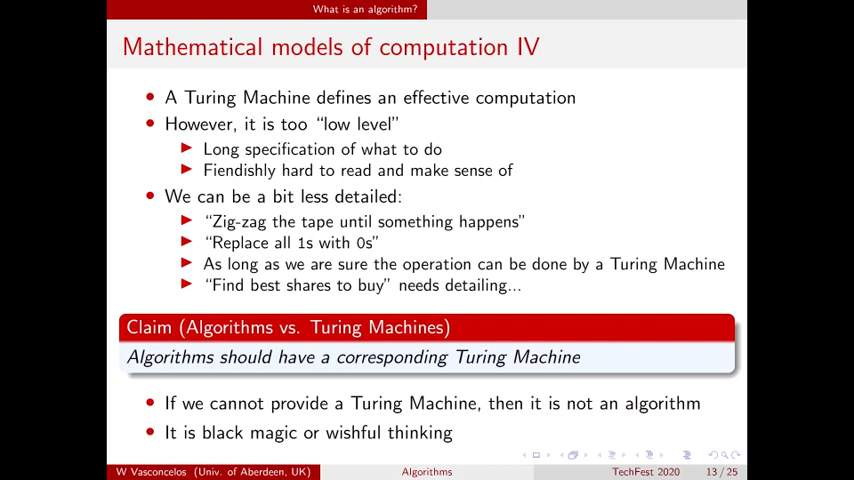 What is an algorithm?
Mathematical models of computation IV
A Turing Machine defines an effective computation
However, it is too “low level”
Long specification of what to do
Fiendishly hard to read and make sense of
We can be a bit less detailed:
“Zig-zag the tape until something happens”
“Replace all 1s with 0s”
As long as we are sure the operation can be done by a Turing Machine
“Find best shares to buy” needs detailing...
Claim (Algorithms vs. Turing Machines)
Algorithms should have a corresponding Turing Machine
If we cannot provide a Turing Machine, then it is not an algorithm
It is black magic or wishful thinking
W Vasconcelos (Univ. of Aberdeen, UK) Algorithms TechFest 2020 13 / 25